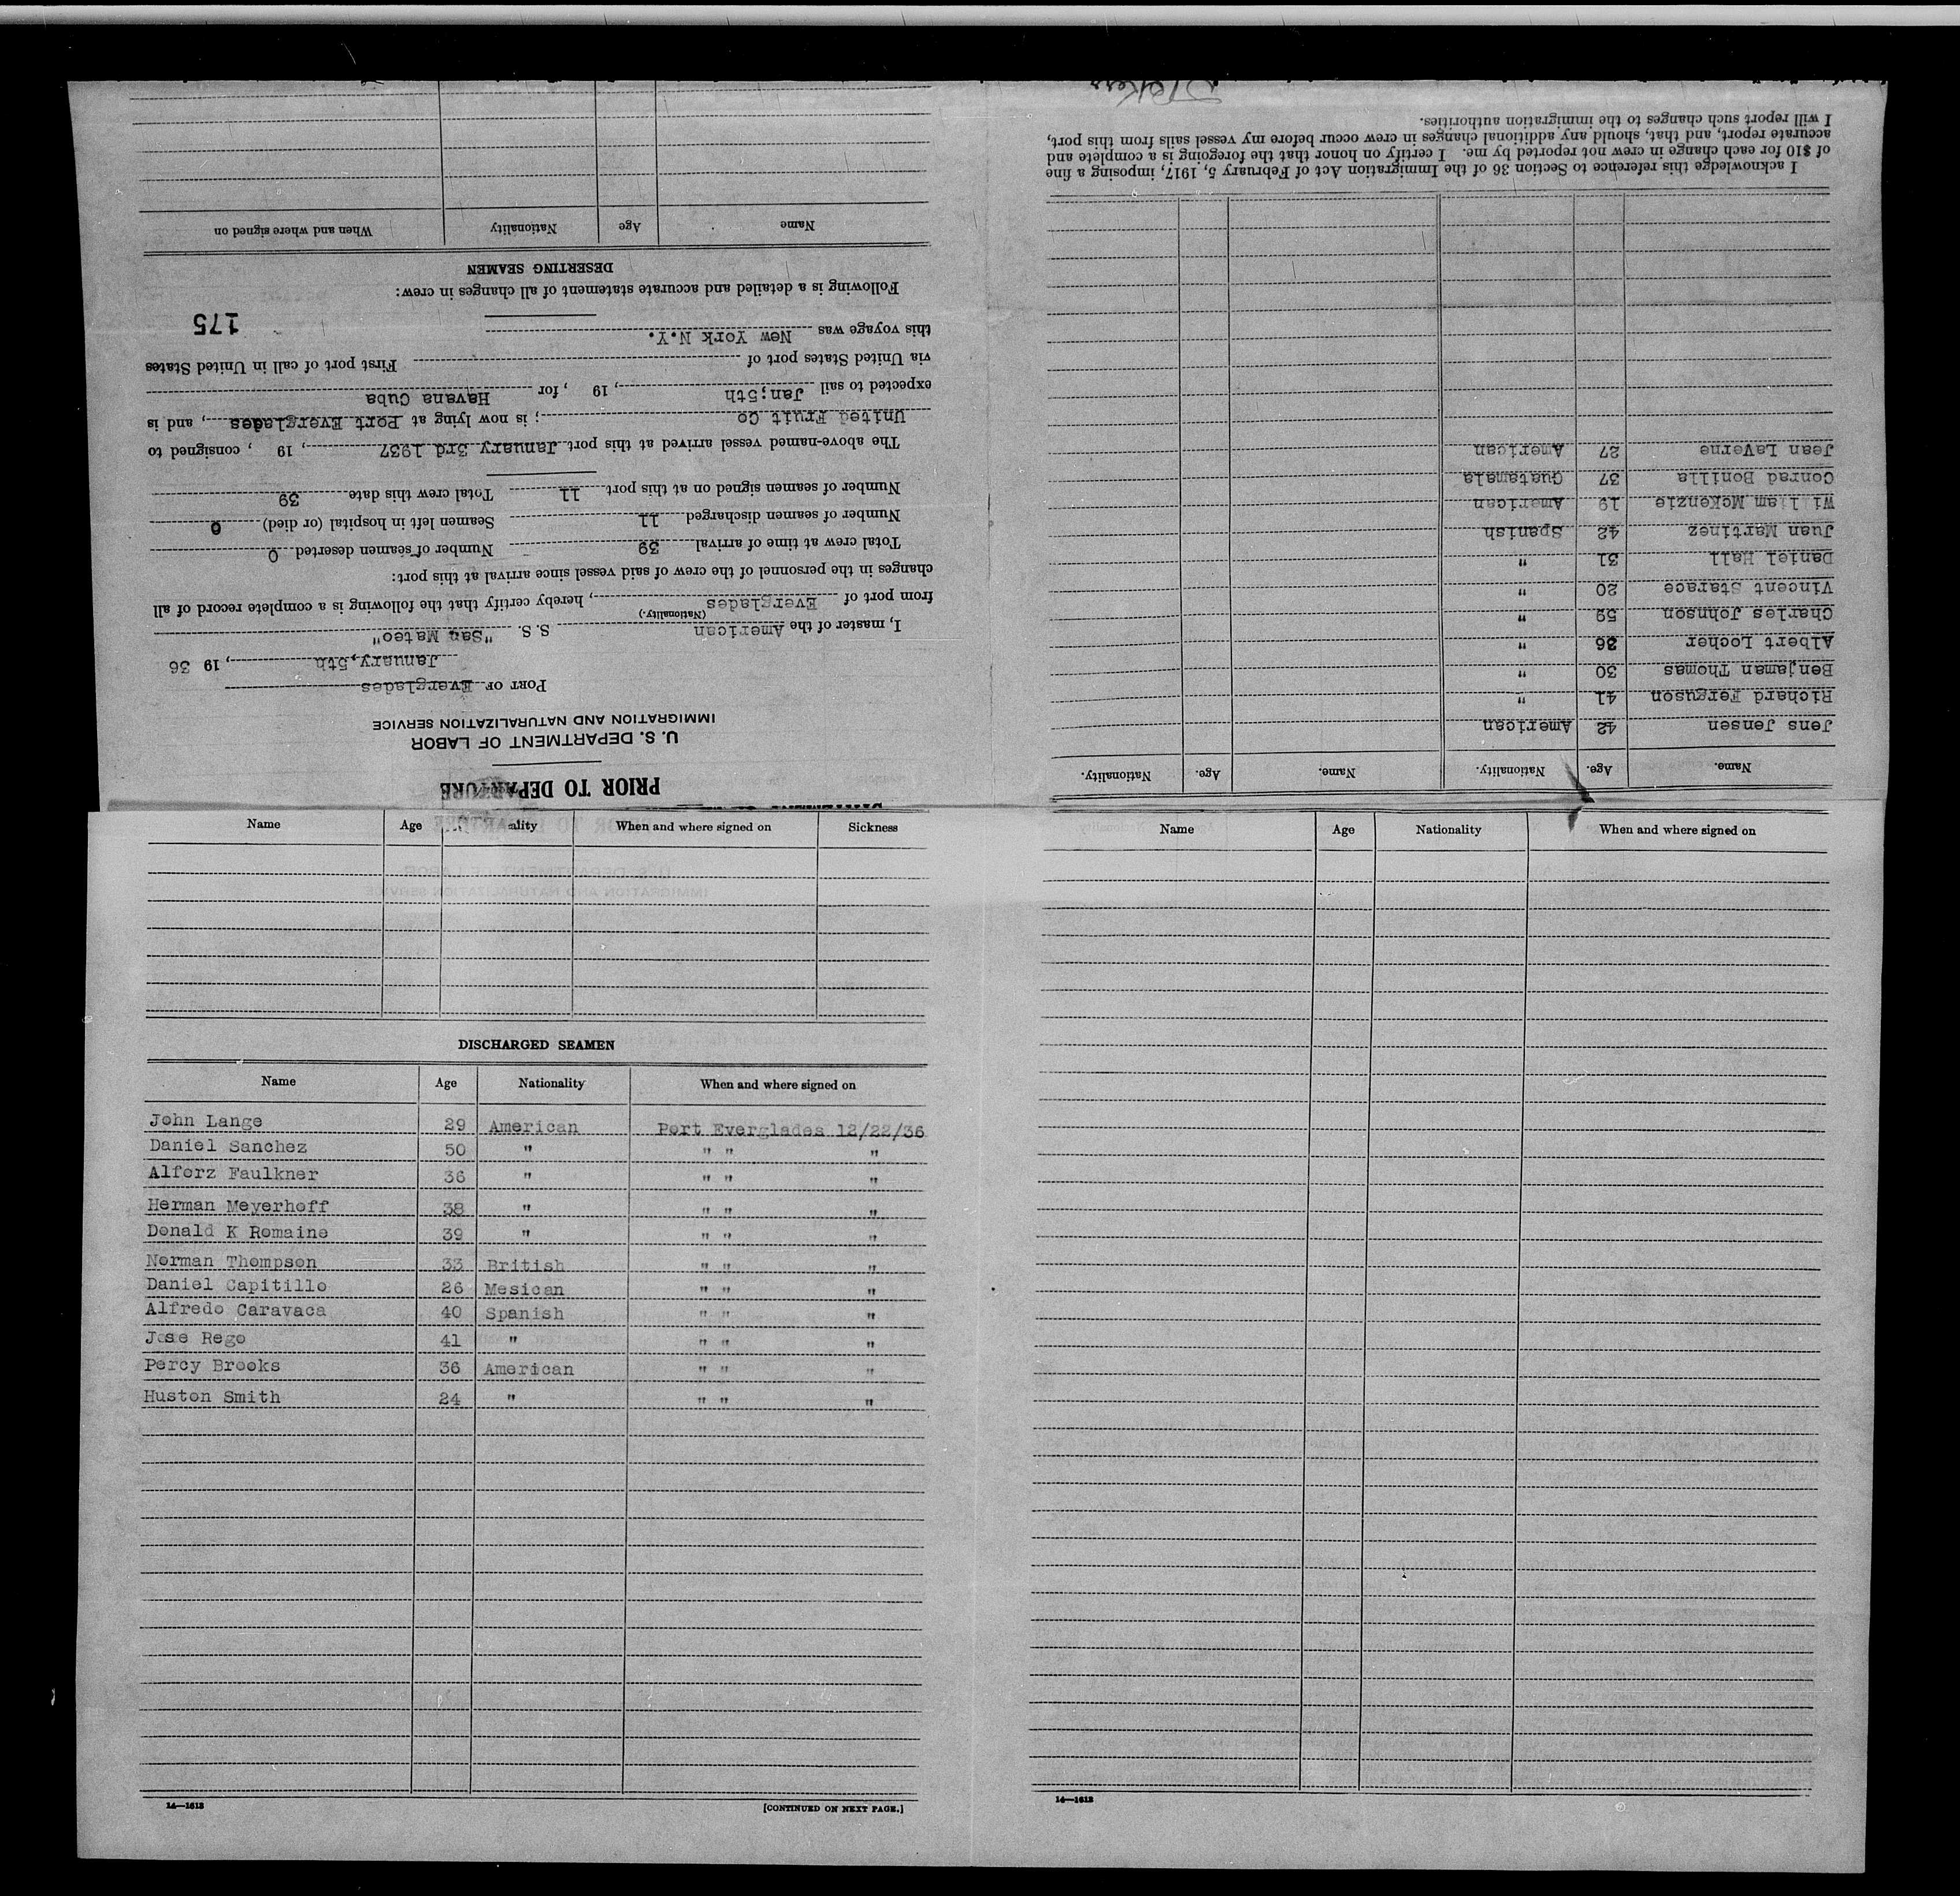 PRIOR TO DEPARTURE
U. S. DEPARTMENT OF LABOR
IMMIGRATION AND NATURALIZATION SERVICE
PORT OF Everglades
January,5th, 19 36
I, master of the American S. S. "San Mateo"
(Nationality.)
from port of Everglades, hereby certify that the following is a complete record of all
changes in the personnel of the crew of said vessel since arrival at this port:
Total crew at time of arrival 39 Number of seamen deserted 0
Number of seamen discharged 11 Seamen left in hospital (or died) 0
Number of seamen signed on at this port 11 Total crew this date 39
The above-named vessel arrived at this port January 3rd 1937, 19 , consigned to
United Fruit Co; is now lying at Port Everglades, and is
expected to sail Jan;5th, 19 , for Havana Cuba
via United States port of First port of call in United States
this voyage was New York N.Y.
175
Following is a detailed and accurate statement of all changes in crew:
DESERTING SEAMEN
Name Age Nationality When and where signed on
Name Age ality When and where signed on Sickness
DISCHARGED SEAMEN
Name Age Nationality When and where signed on
John Lange 29 American Port Everglades 12/22/36
Daniel Sanchez 50 " " " "
Alforz Faulkner 36 " " " "
Herman Meyerhoff 38 " " " "
Donald K Romaine 39 " " " "
Norman Thompson 33 British " " "
Daniel Capitillo 26 Mesican " " "
Alfredo Caravaca 40 Spanish " " "
Jose Rego 41 " " " "
Percy Brooks 36 American " " "
Huston Smith 24 " " " "
14—1613 [CONTINUED ON NEXT PAGE.]
Name Age Nationality When and where signed on
14—1613
Name. Age. Nationality. Name. Age. Nationality.
Jens Jensen 42 American
Richard Ferguson 41 "
Benjaman Thomas 30 "
Albert Locher 36 "
Charles Johnson 59 "
Vincent Starace 20 "
Daniel Hall 31 "
Juan Martinez 42 Spanish
William McKenzie 19 American
Conrad Bonilla 37 Guatamala
Jean LaVerne 27 American
I acknowledge this reference to Section 36 of the Immigration Act of February 5, 1917, imposing a fine
of $10 for each change in crew not reported by me. I certify on honor that the foregoing is a complete and
accurate report, and that, should any additional changes in crew occur before my vessel sails from this port,
I will report such changes to the immigration authorities.